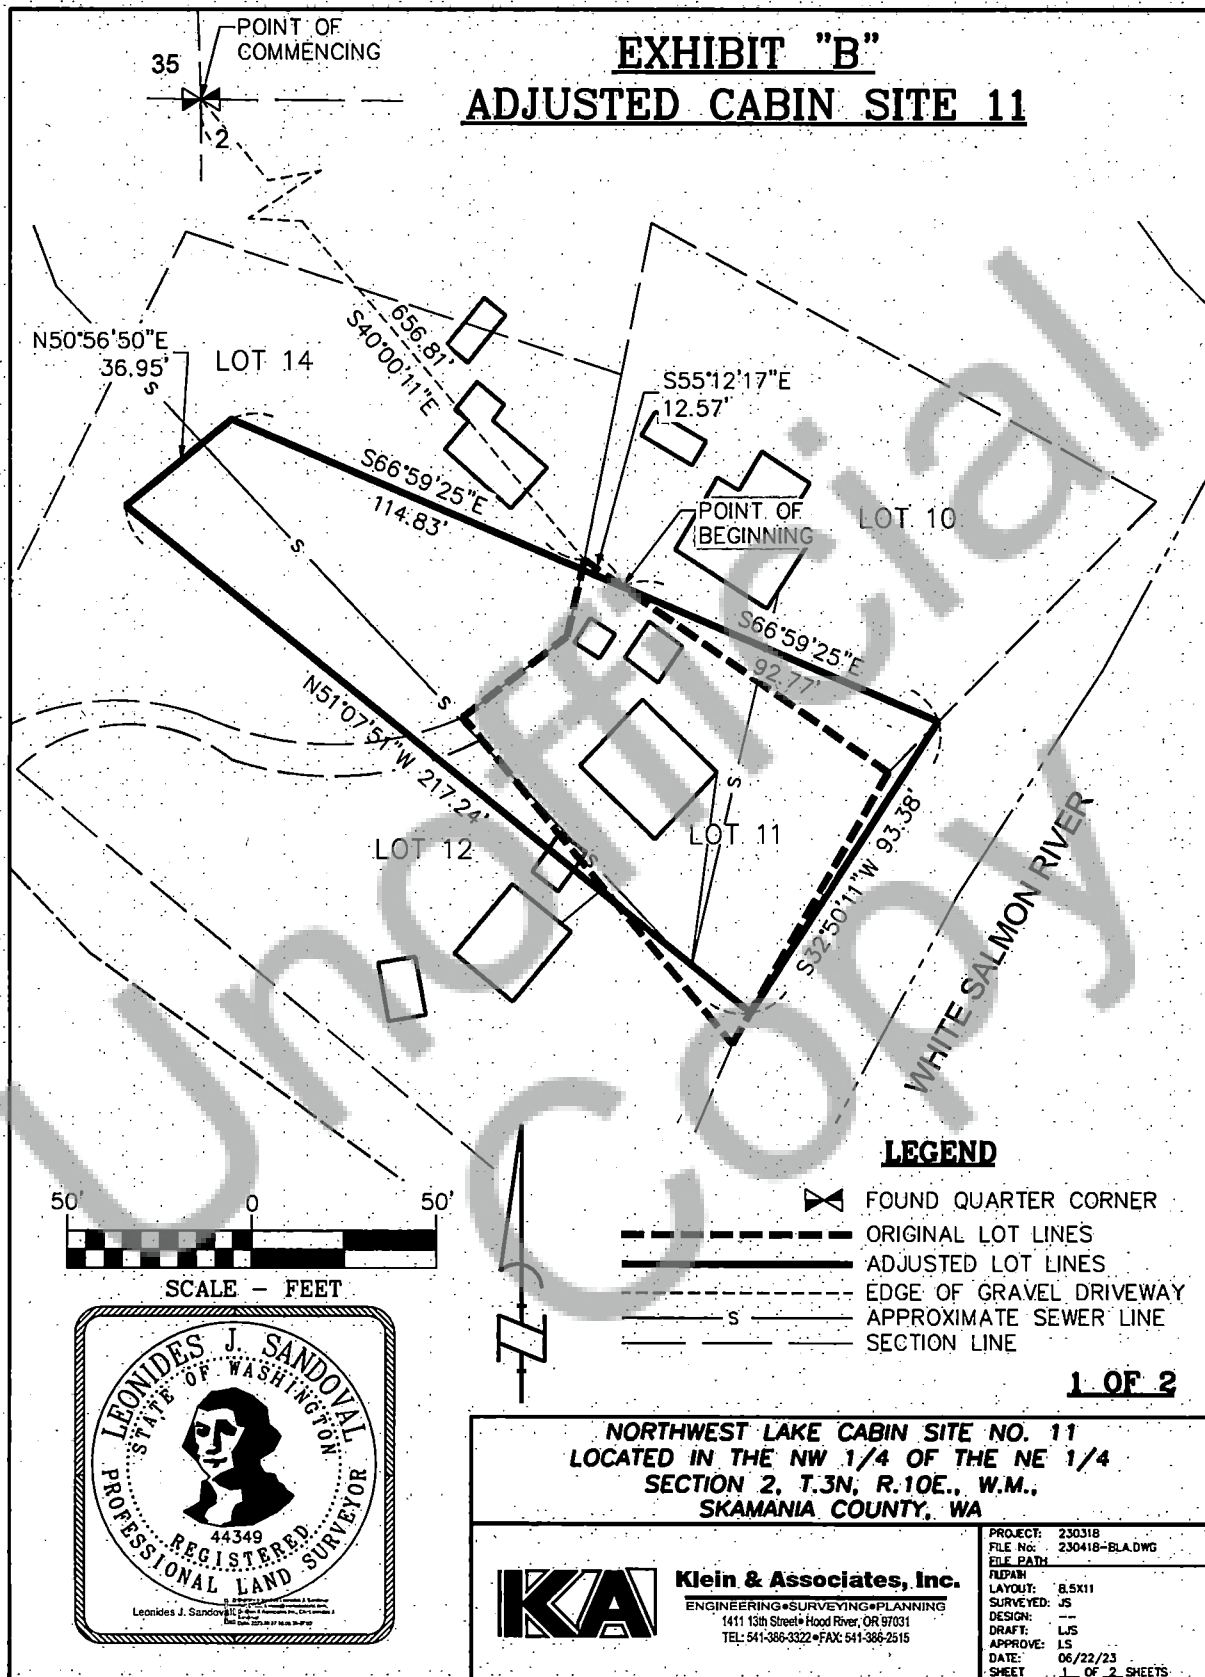 POINT OF
COMMENCING
35
2
EXHIBIT "B"
ADJUSTED CABIN SITE 11
N50°56'50"E
36.95'
LOT 14
656.81'
S40°00'11"E
S55°12'17"E
12.57'
S
S66°59'25"E
114.83'
POINT OF
BEGINNING
LOT 10
S
S66°59'25"E
92.77'
S
N51°07'51"W 217.24'
S
LOT 11
LOT 12
S
S32°50'11"W 93.38'
WHITE SALMON RIVER
Unofficial
Copy
LEGEND
FOUND QUARTER CORNER
ORIGINAL LOT LINES
ADJUSTED LOT LINES
EDGE OF GRAVEL DRIVEWAY
S
APPROXIMATE SEWER LINE
SECTION LINE
50' 0 50'
SCALE – FEET
1 OF 2
LEONIDES J. SANDOVAL
STATE OF WASHINGTON
44349
REGISTERED
PROFESSIONAL LAND SURVEYOR
Leonides J. Sandoval
NORTHWEST LAKE CABIN SITE NO. 11
LOCATED IN THE NW 1/4 OF THE NE 1/4
SECTION 2, T.3N, R.10E., W.M.,
SKAMANIA COUNTY, WA
KA
Klein & Associates, Inc.
ENGINEERING•SURVEYING•PLANNING
1411 13th Street• Hood River, OR 97031
TEL: 541-386-3322•FAX: 541-386-2515
PROJECT: 230318
FILE No: 230418-BLA.DWG
FILE PATH
FILEPATH
LAYOUT: 8.5X11
SURVEYED: JS
DESIGN: --
DRAFT: LJS
APPROVE: LS
DATE: 06/22/23
SHEET 1 OF 2 SHEETS